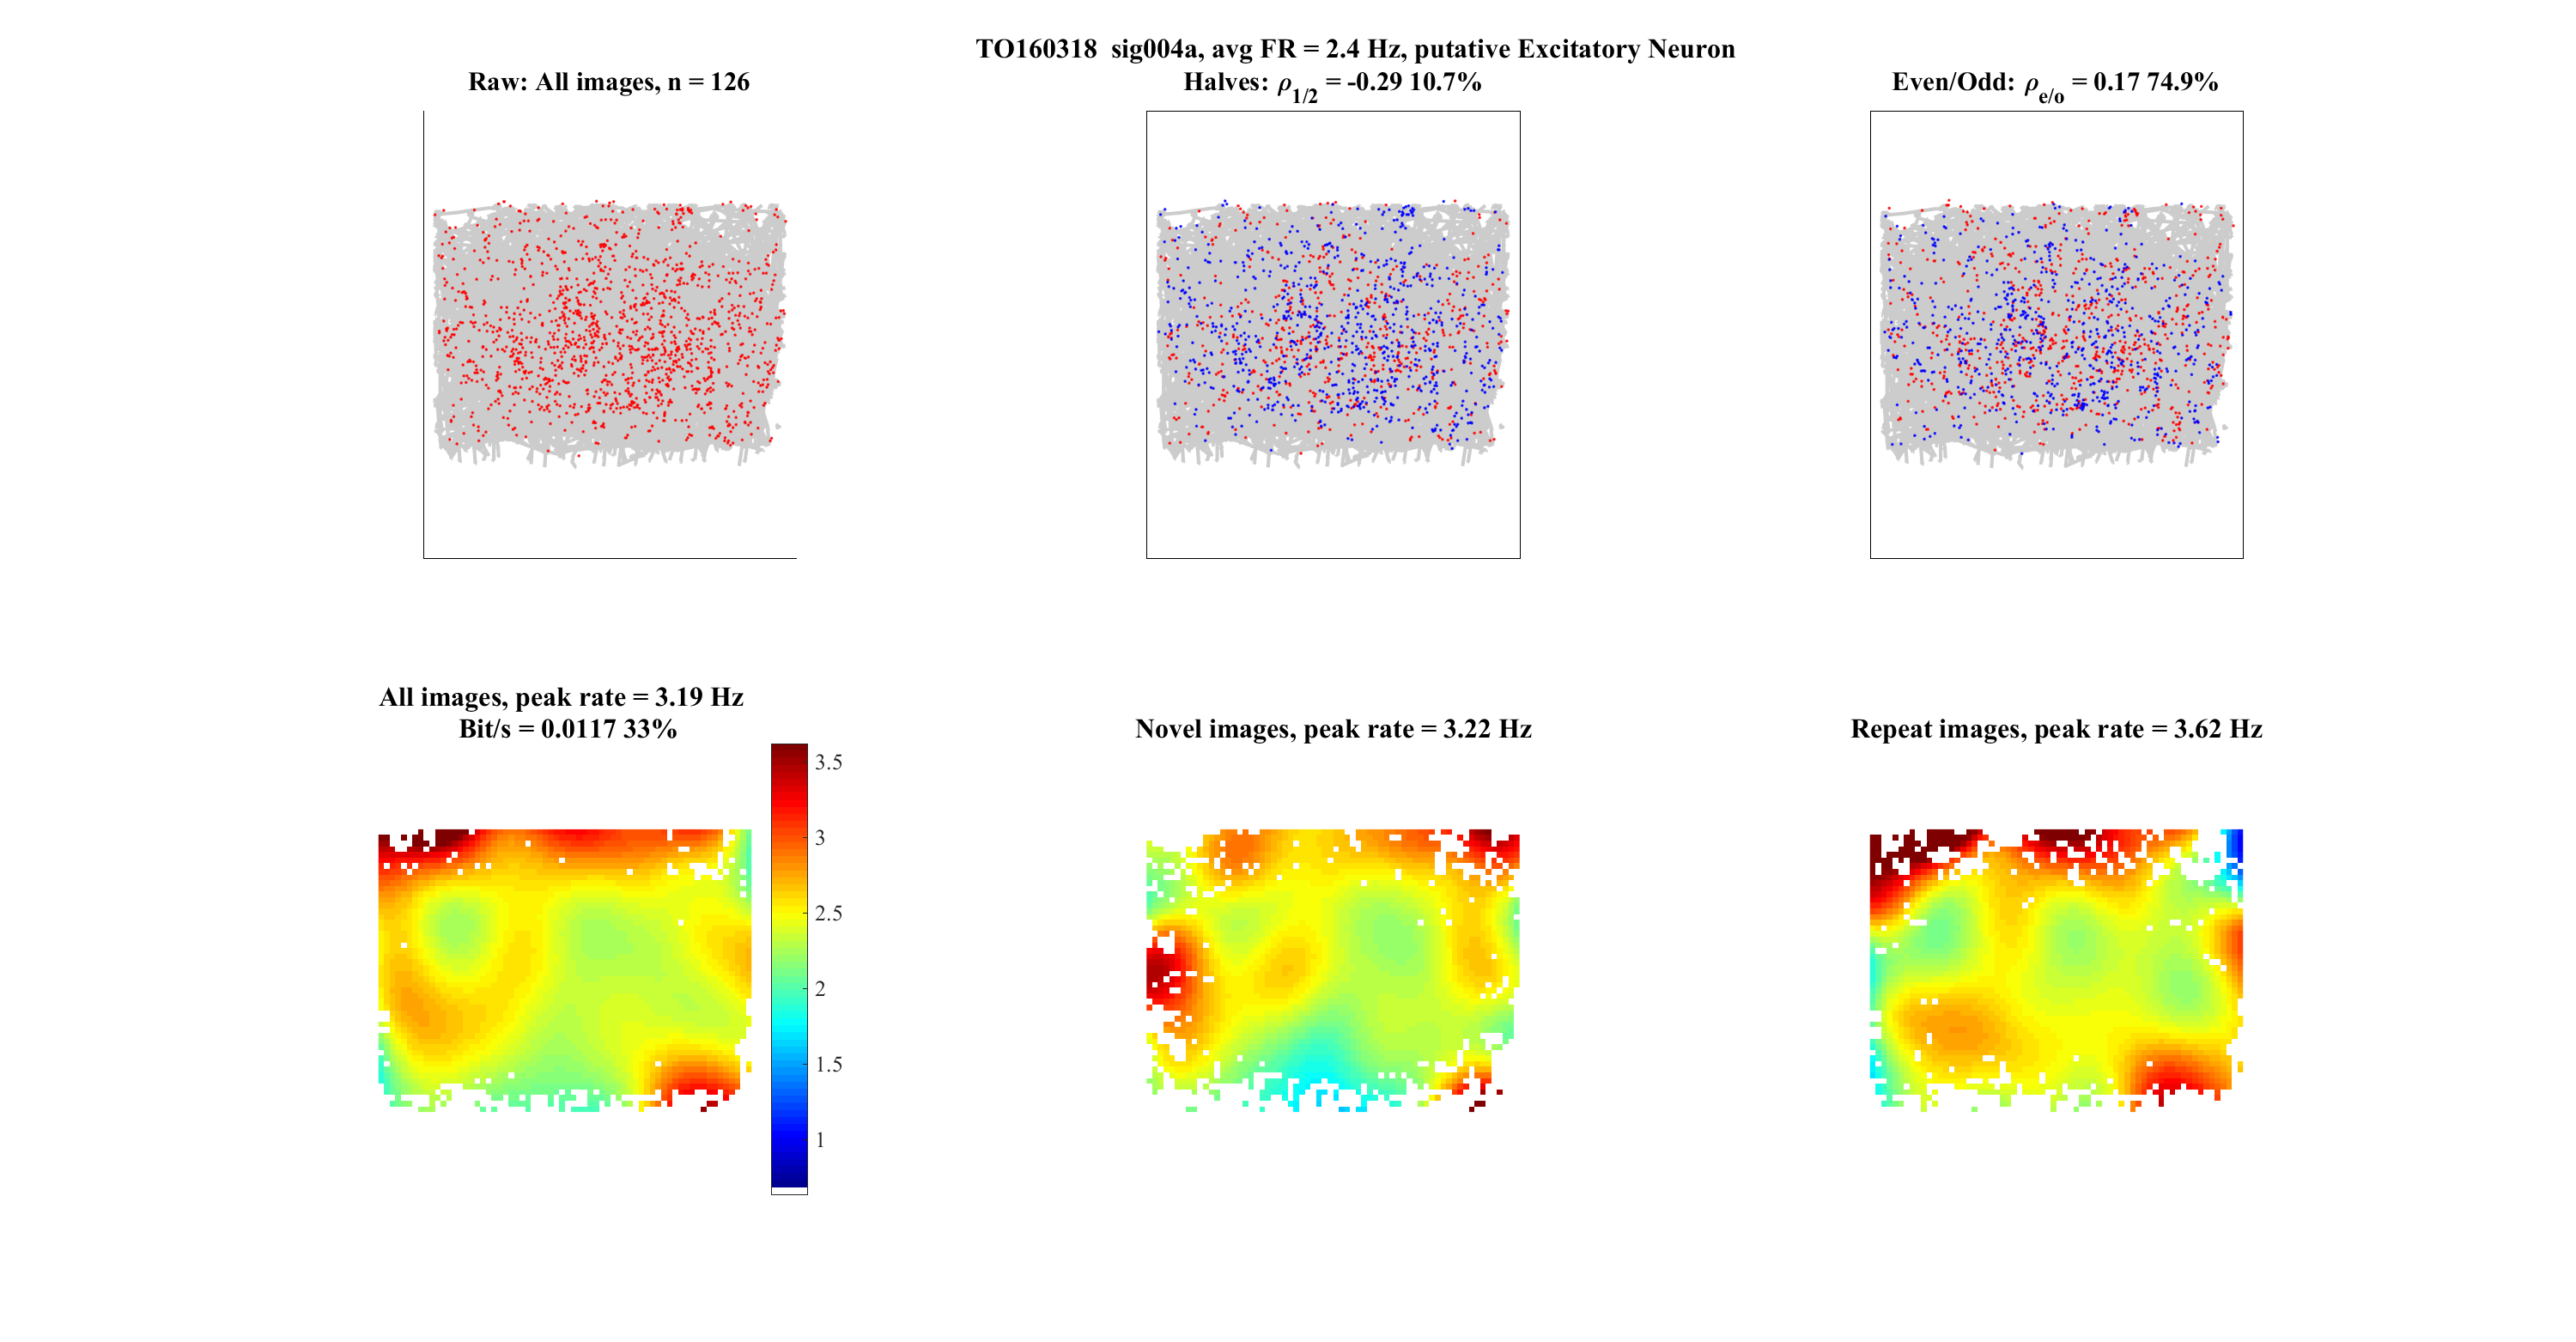 TO160318  sig004a, avg FR = 2.4 Hz, putative Excitatory Neuron
Raw: All images, n = 126
Halves: ρ1/2 = -0.29 10.7%
Even/Odd: ρe/o = 0.17 74.9%
All images, peak rate = 3.19 Hz
Bit/s = 0.0117 33%
Novel images, peak rate = 3.22 Hz
Repeat images, peak rate = 3.62 Hz
3.5
3
2.5
2
1.5
1